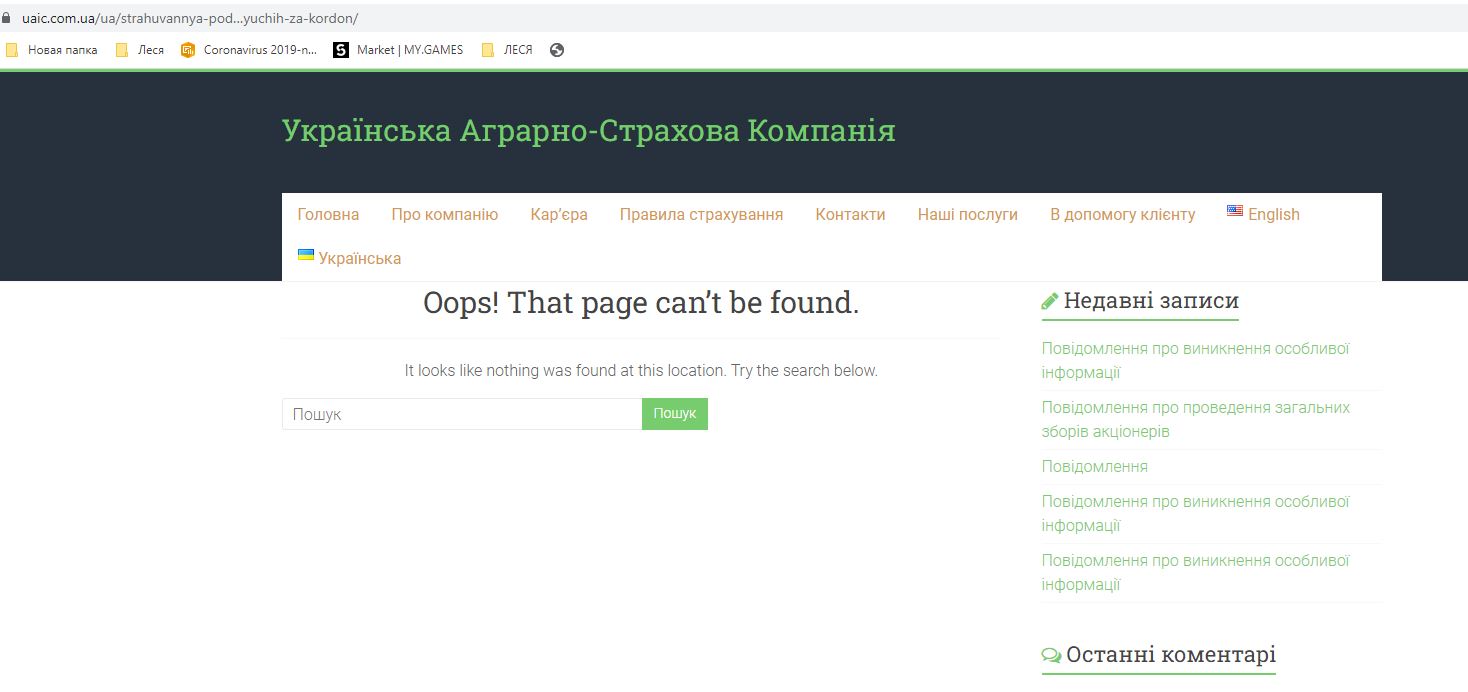 uaic.com.ua/ua/strahuvannya-pod...yuchih-za-kordon/
Новая папка Леся Coronavirus 2019-n... Market | MY.GAMES ЛЕСЯ
Українська Аграрно-Страхова Компанія
Головна Про компанію Кар’єра Правила страхування Контакти Наші послуги В допомогу клієнту English
Українська
Oops! That page can’t be found.
It looks like nothing was found at this location. Try the search below.
Пошук Пошук
Недавні записи
Повідомлення про виникнення особливої
інформації
Повідомлення про проведення загальних
зборів акціонерів
Повідомлення
Повідомлення про виникнення особливої
інформації
Повідомлення про виникнення особливої
інформації
Останні коментарі